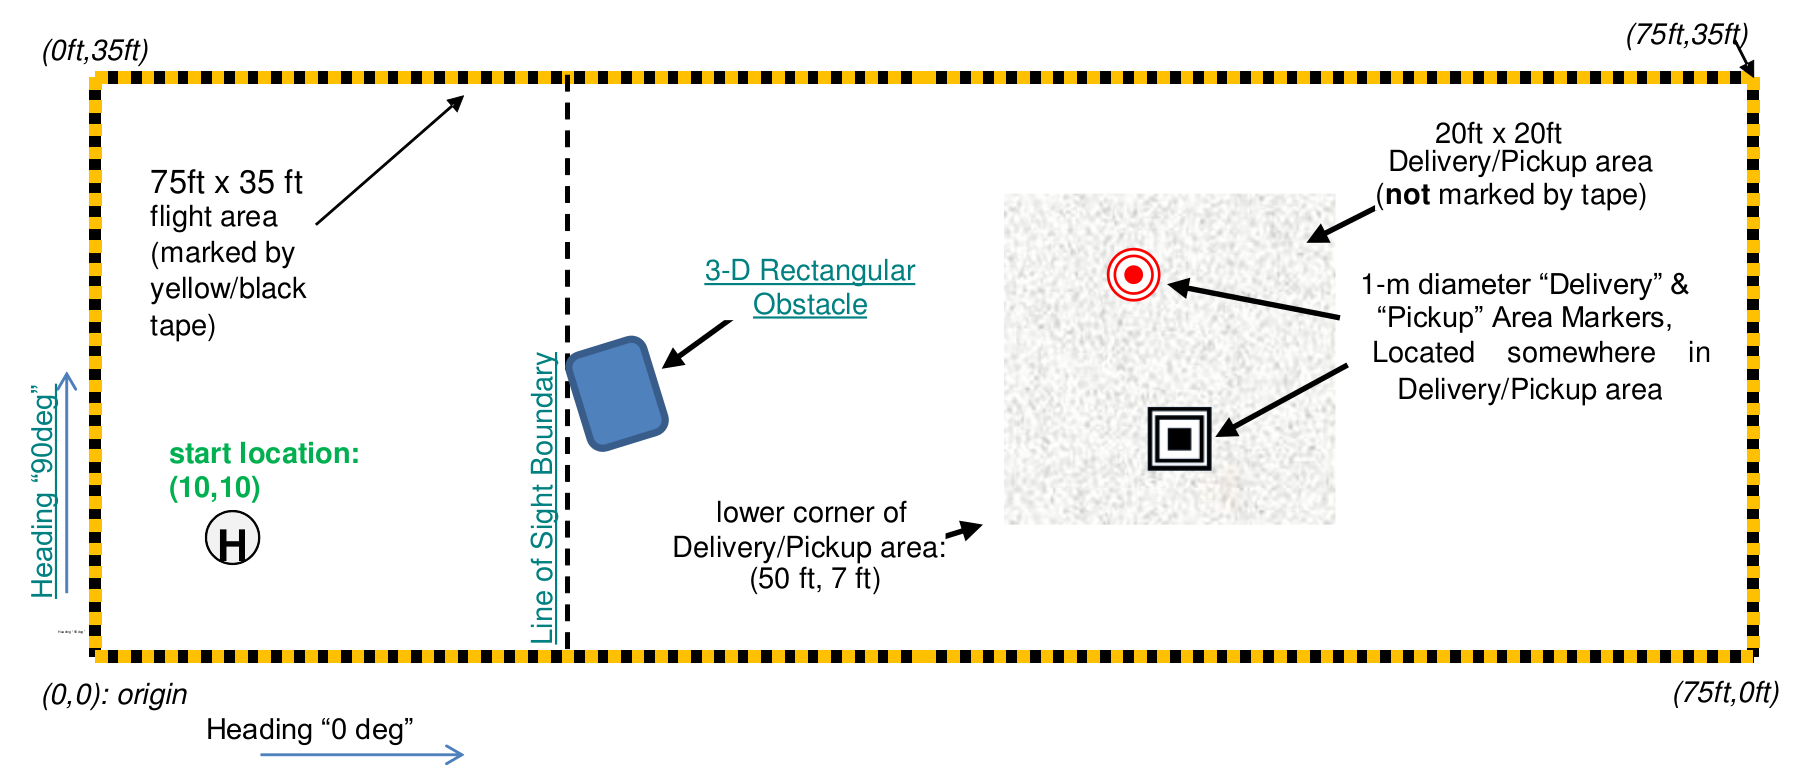 (0ft,35ft)
(75ft,35ft)
75ft x 35 ft
flight area
(marked by
yellow/black
tape)
20ft x 20ft
Delivery/Pickup area
(not marked by tape)
3-D Rectangular
Obstacle
1-m diameter “Delivery” &
“Pickup” Area Markers,
Located somewhere in
Delivery/Pickup area
Heading “90deg”
Line of Sight Boundary
start location:
(10,10)
H
lower corner of
Delivery/Pickup area:
(50 ft, 7 ft)
(0,0): origin
(75ft,0ft)
Heading “0 deg”